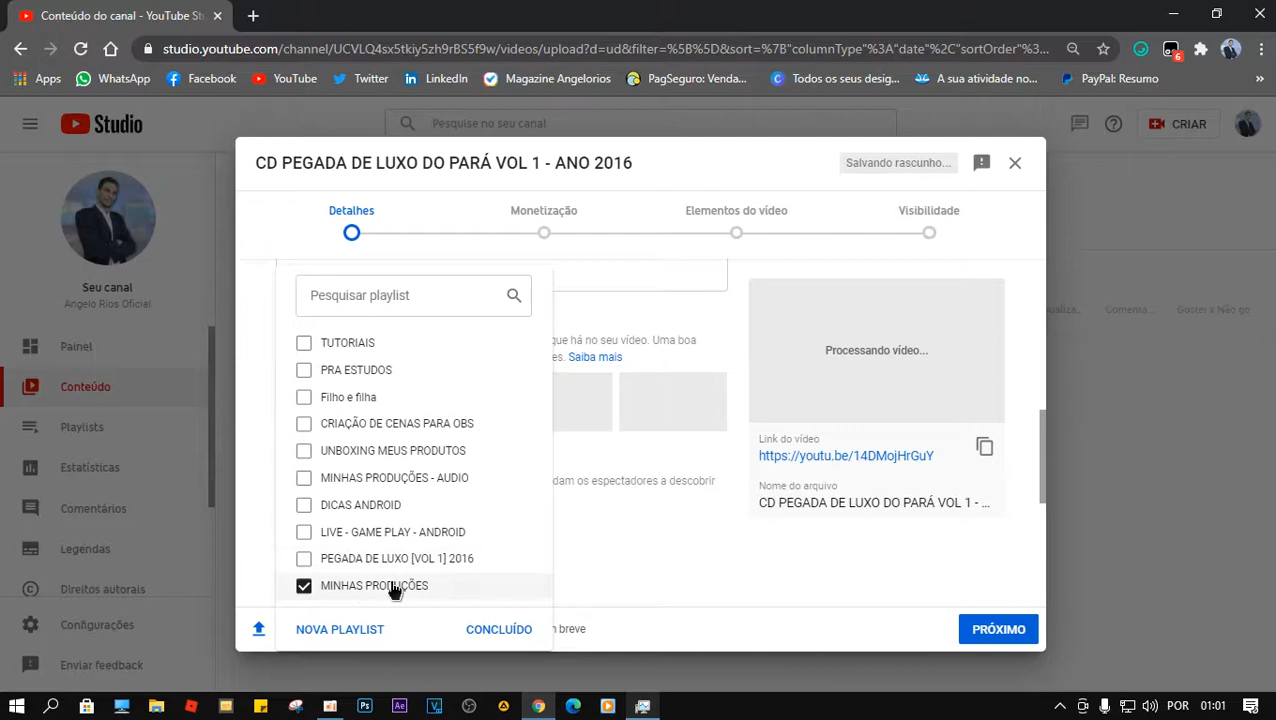 Conteúdo do canal - YouTube St
studio.youtube.com/channel/UCVLQ4sx5tkiy5zh9rBS5f9w/videos/upload?d=ud&filter=%5B%5D&sort=%7B"columnType"%3A"date"%2C"sortOrder"%3...
6
Apps WhatsApp Facebook YouTube Twitter LinkedIn Magazine Angelorios PagSeguro: Verda... Todos os seus desig... A sua atividade no... PayPal: Resumo »
Studio
Pesquise no seu canal
CRIAR
CD PEGADA DE LUXO DO PARÁ VOL 1 - ANO 2016
Salvando rascunho...
Detalhes Monetização Elementos do vídeo Visibilidade
Seu canal
Angelo Rios Oficial
Painel
Conteúdo
Playlists
Estatísticas
Comentários
Legendas
Direitos autorais
Configurações
Enviar feedback
Pesquisar playlist
TUTORIAIS
PRA ESTUDOS
Filho e filha
CRIAÇÃO DE CENAS PARA OBS
UNBOXING MEUS PRODUTOS
MINHAS PRODUÇÕES - AUDIO
DICAS ANDROID
LIVE - GAME PLAY - ANDROID
PEGADA DE LUXO [VOL 1] 2016
MINHAS PRODUÇÕES
NOVA PLAYLIST CONCLUÍDO
que há no seu vídeo. Uma boa
es. Saiba mais
dam os espectadores a descobrir
breve
Processando vídeo...
Link do vídeo
https://youtu.be/14DMojHrGuY
Nome do arquivo
CD PEGADA DE LUXO DO PARÁ VOL 1 - ...
PRÓXIMO
Comenta...
Gostei x Não go
POR 01:01